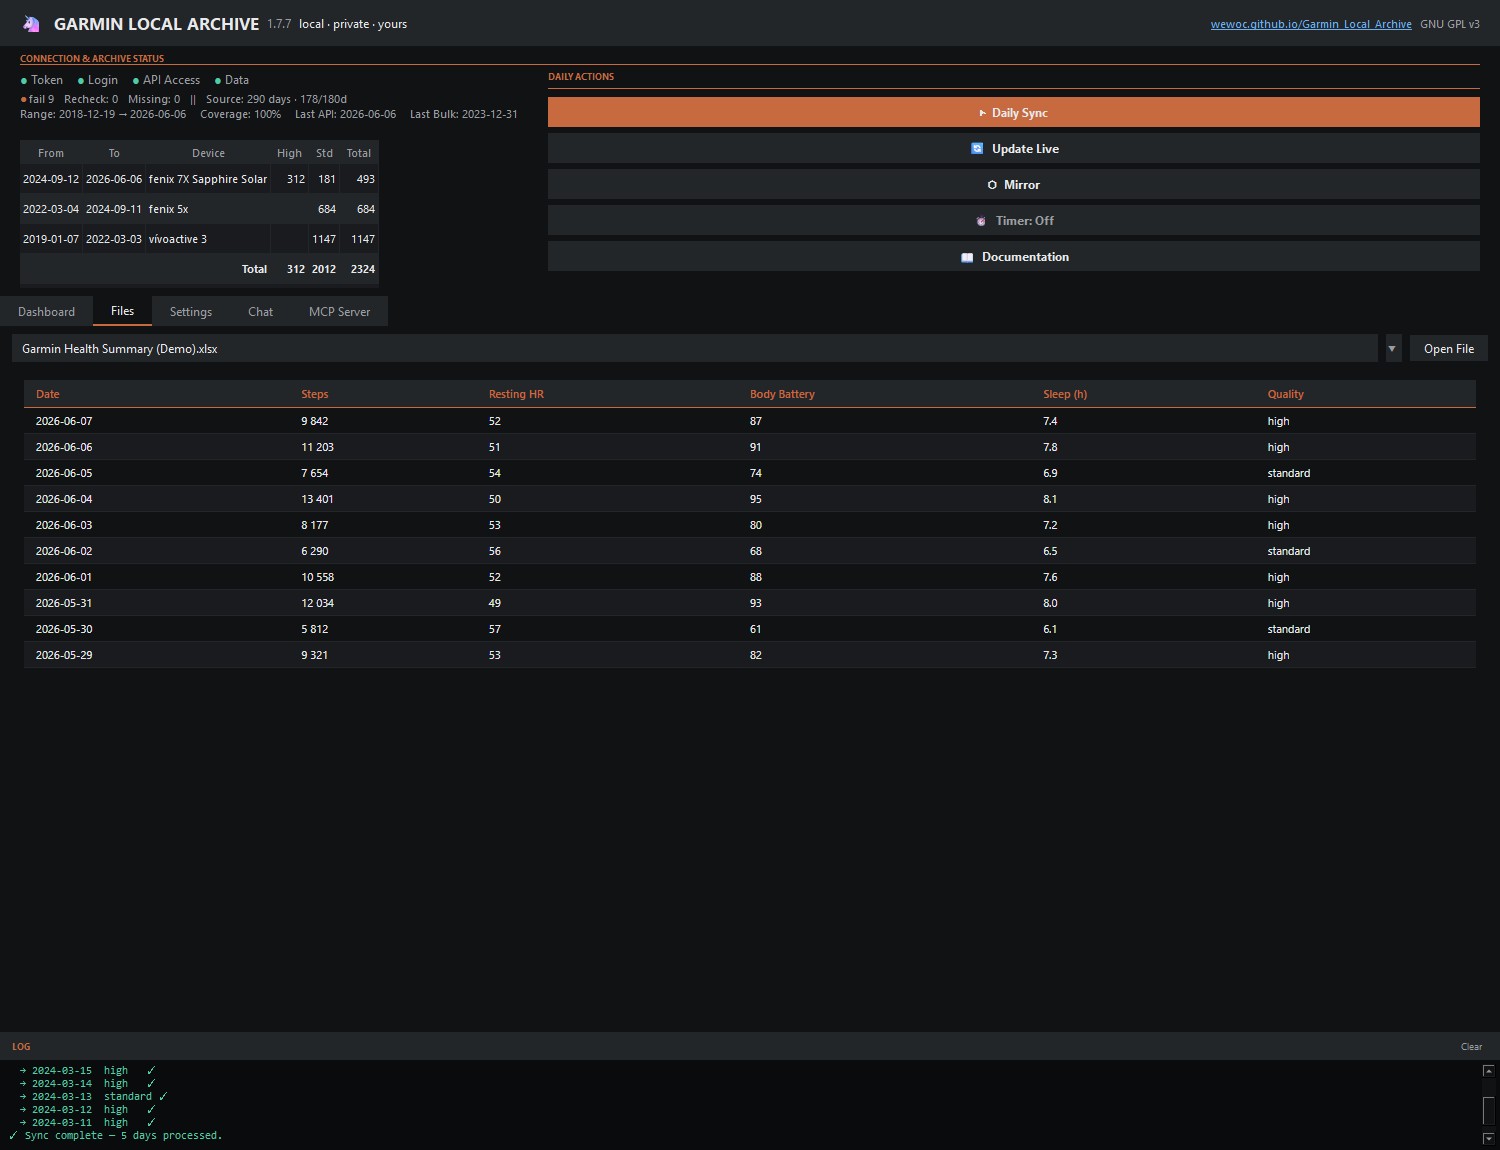 GARMIN LOCAL ARCHIVE 1.7.7 local · private · yours
wewoc.github.io/Garmin_Local_Archive GNU GPL v3
CONNECTION & ARCHIVE STATUS
● Token ● Login ● API Access ● Data
● fail 9 Recheck: 0 Missing: 0 || Source: 290 days · 178/180d
Range: 2018-12-19 → 2026-06-06 Coverage: 100% Last API: 2026-06-06 Last Bulk: 2023-12-31
From To Device High Std Total
2024-09-12 2026-06-06 fenix 7X Sapphire Solar 312 181 493
2022-03-04 2024-09-11 fenix 5x 684 684
2019-01-07 2022-03-03 vívoactive 3 1147 1147
Total 312 2012 2324
DAILY ACTIONS
Daily Sync
Update Live
Mirror
Timer: Off
Documentation
Dashboard Files Settings Chat MCP Server
Garmin Health Summary (Demo).xlsx ▼ Open File
Date Steps Resting HR Body Battery Sleep (h) Quality
2026-06-07 9 842 52 87 7.4 high
2026-06-06 11 203 51 91 7.8 high
2026-06-05 7 654 54 74 6.9 standard
2026-06-04 13 401 50 95 8.1 high
2026-06-03 8 177 53 80 7.2 high
2026-06-02 6 290 56 68 6.5 standard
2026-06-01 10 558 52 88 7.6 high
2026-05-31 12 034 49 93 8.0 high
2026-05-30 5 812 57 61 6.1 standard
2026-05-29 9 321 53 82 7.3 high
LOG Clear
→ 2024-03-15 high ✓
→ 2024-03-14 high ✓
→ 2024-03-13 standard ✓
→ 2024-03-12 high ✓
→ 2024-03-11 high ✓
✓ Sync complete — 5 days processed.